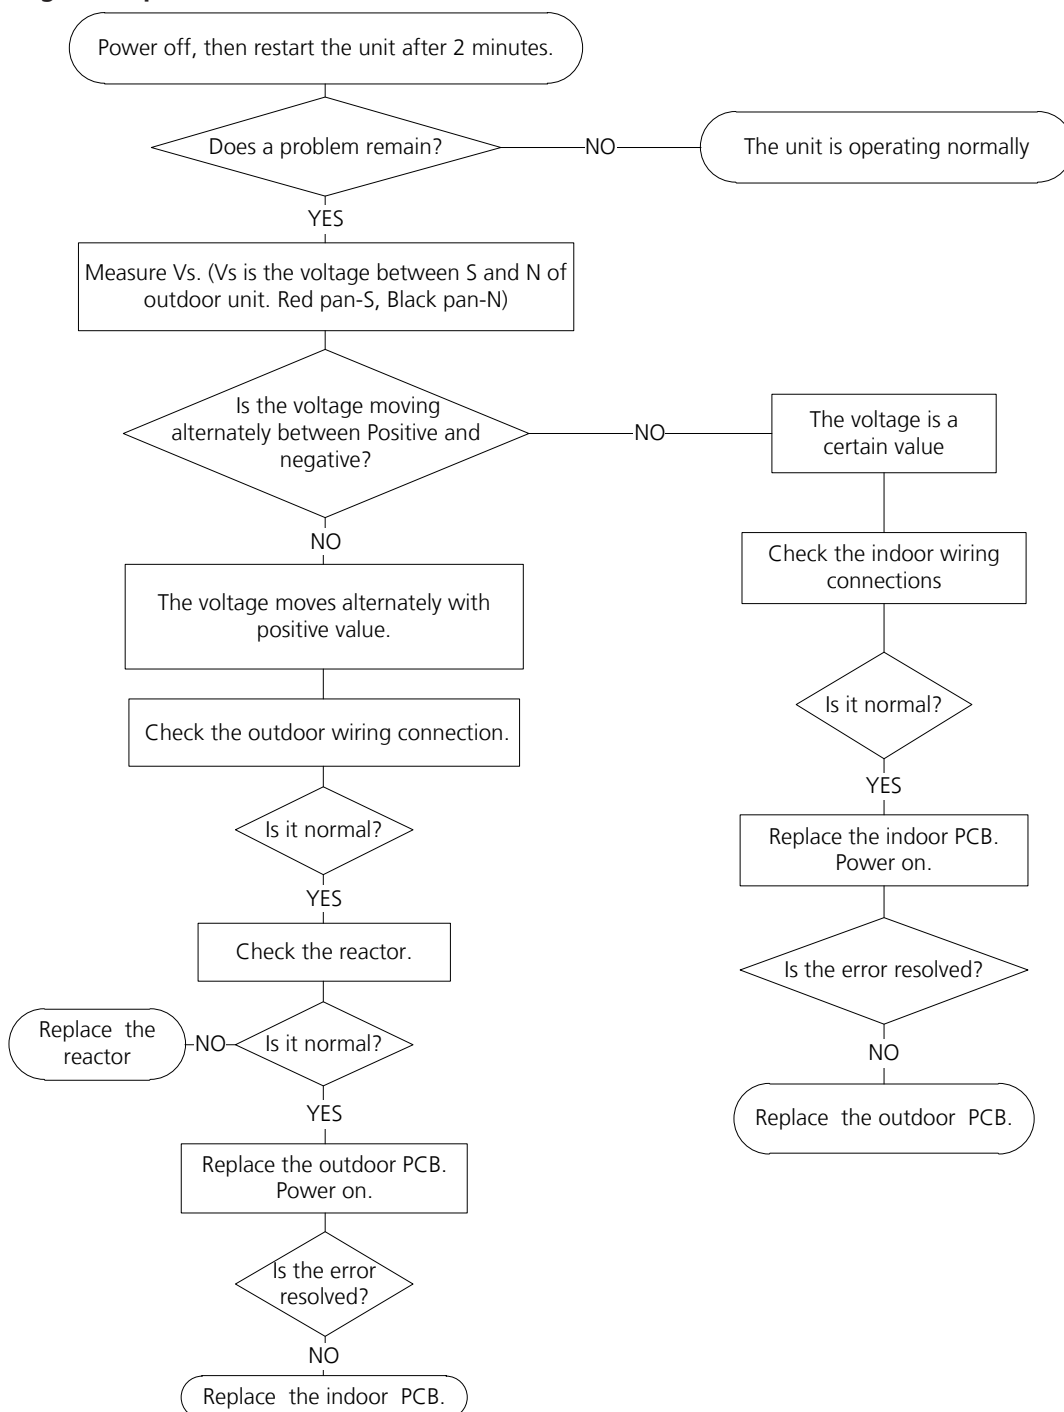 Power off, then restart the unit after 2 minutes.
Does a problem remain?
NO
The unit is operating normally
YES
Measure Vs. (Vs is the voltage between S and N of
outdoor unit. Red pan-S, Black pan-N)
Is the voltage moving
alternately between Positive and
negative?
NO
The voltage is a
certain value
NO
The voltage moves alternately with
positive value.
Check the outdoor wiring connection.
Is it normal?
YES
Check the reactor.
Is it normal?
NO
Replace the
reactor
YES
Replace the outdoor PCB.
Power on.
Is the error
resolved?
NO
Replace the indoor PCB.
Check the indoor wiring
connections
Is it normal?
YES
Replace the indoor PCB.
Power on.
Is the error resolved?
NO
Replace the outdoor PCB.